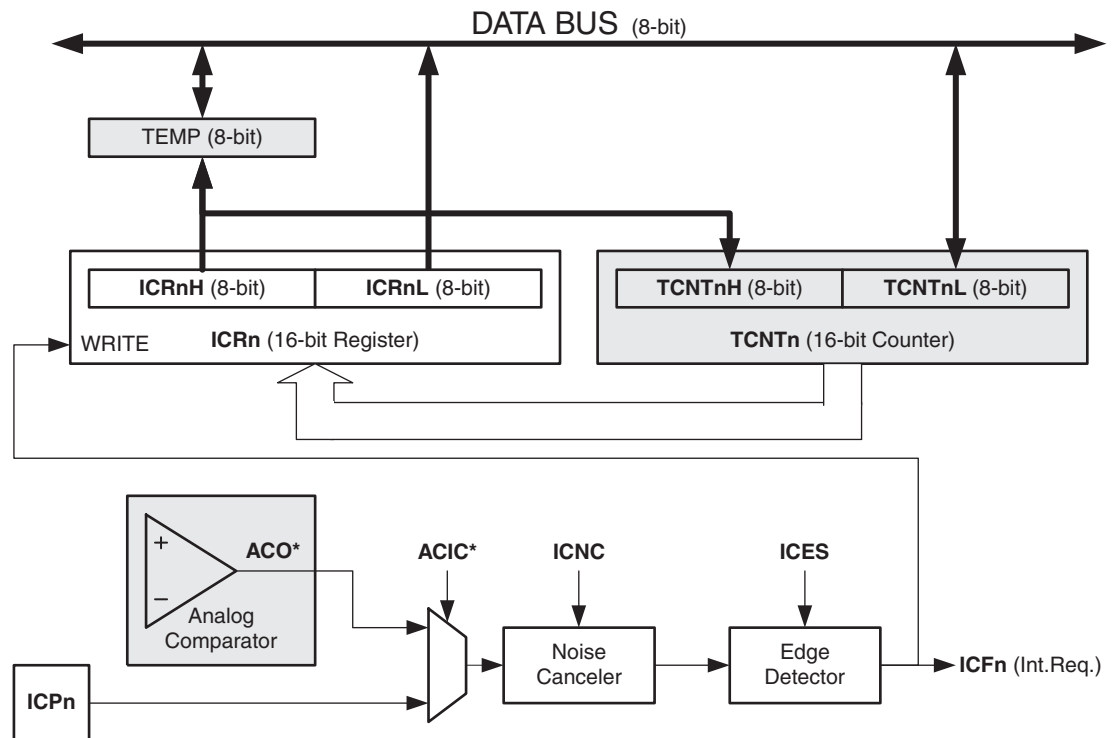 DATA BUS (8-bit)
TEMP (8-bit)
ICRnH (8-bit) ICRnL (8-bit) TCNTnH (8-bit) TCNTnL (8-bit)
WRITE ICRn (16-bit Register) TCNTn (16-bit Counter)
+
ACO* ACIC* ICNC ICES
−
Analog
Comparator
Noise
Canceler
Edge
Detector
ICFn (Int.Req.)
ICPn